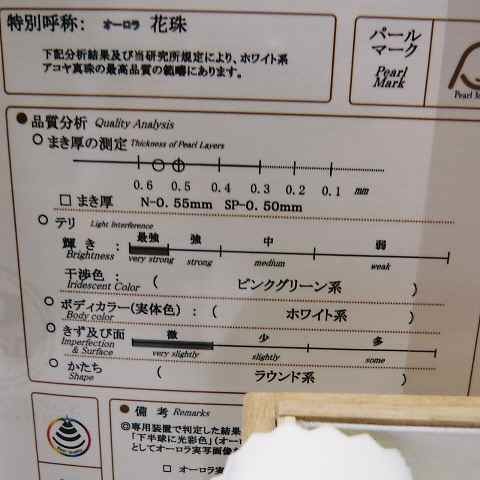 特別呼称: オーロラ 花珠
下記分析結果及び当研究所規定により、ホワイト系
アコヤ真珠の最高品質の範疇にあります。
パール
マーク
Pearl
Mark
● 品質分析 Quality Analysis
○ まき厚の測定 Thickness of Pearl Layers
0.6 0.5 0.4 0.3 0.2 0.1 mm
□ まき厚 N-0.55mm SP-0.50mm
○ テリ Light Interference
輝き : 最強 強 中 弱
Brightness very strong strong medium weak
干渉色 : ( ピンクグリーン系 )
Iridescent Color
○ ボディカラー(実体色) : ( ホワイト系 )
Body color
○ きず及び面 微 少 多
Imperfection & Surface very slightly slightly some
○ かたち ( ラウンド系 )
Shape
● 備考 Remarks
◎専用装置で判定した結果
「下半球に光彩色」(オーロ
としてオーロラ実写画像
□ オーロラ